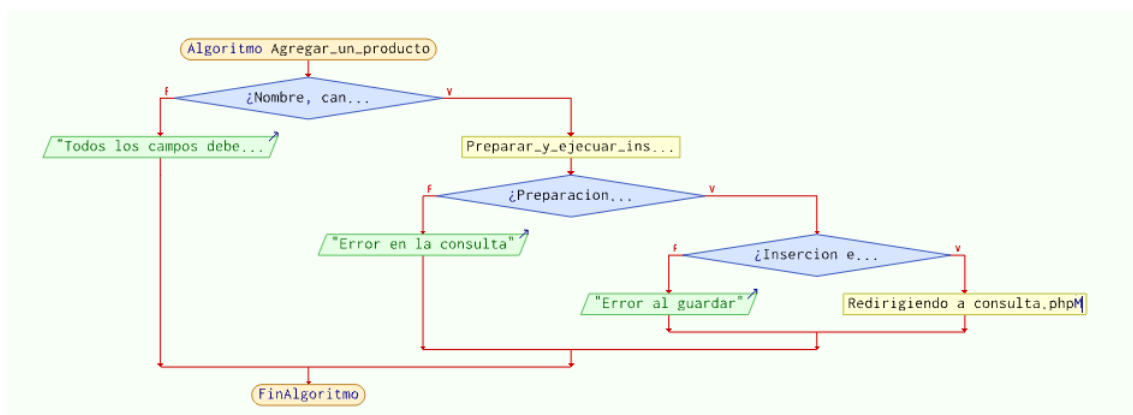 Algoritmo Agregar_un_producto
F
¿Nombre, can...
V
"Todos los campos debe...
Preparar_y_ejecuar_ins...
F
¿Preparacion...
V
"Error en la consulta"
F
¿Insercion e...
V
"Error al guardar"
Redirigiendo a consulta.phpM
FinAlgoritmo